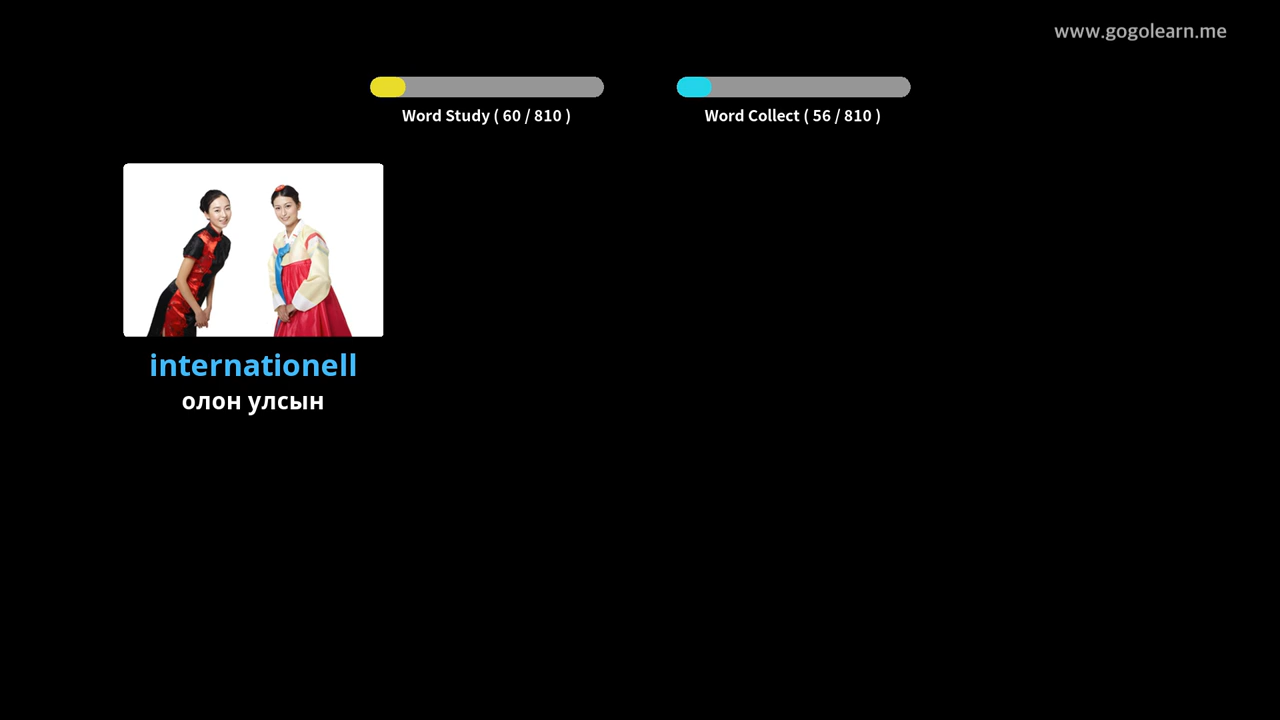 www.gogolearn.me
Word Study ( 60 / 810 )
Word Collect ( 56 / 810 )
internationell
олон улсын